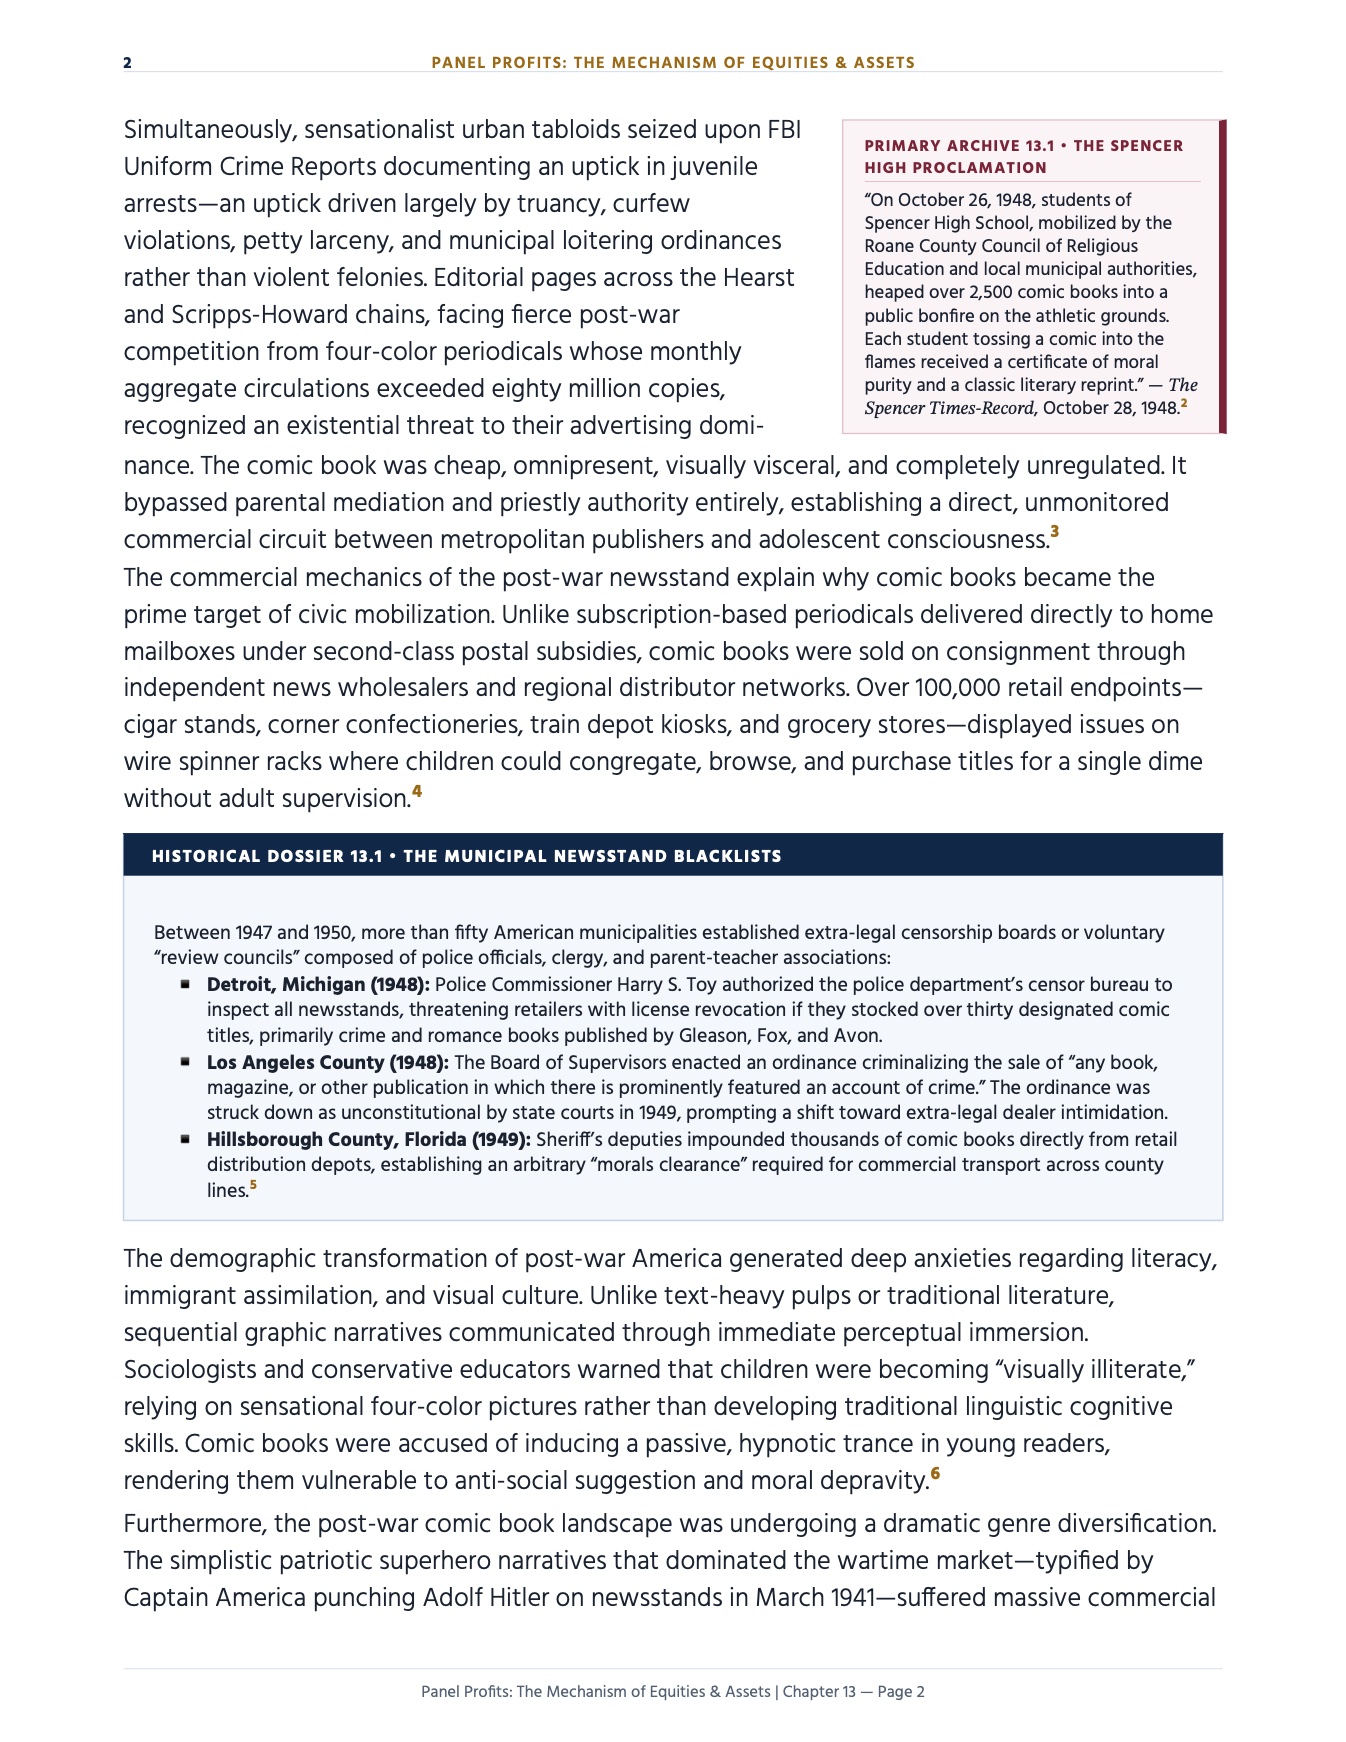 2
PANEL PROFITS: THE MECHANISM OF EQUITIES & ASSETS
Simultaneously, sensationalist urban tabloids seized upon FBI
Uniform Crime Reports documenting an uptick in juvenile
arrests—an uptick driven largely by truancy, curfew
violations, petty larceny, and municipal loitering ordinances
rather than violent felonies. Editorial pages across the Hearst
and Scripps-Howard chains, facing fierce post-war
competition from four-color periodicals whose monthly
aggregate circulations exceeded eighty million copies,
recognized an existential threat to their advertising domi-
PRIMARY ARCHIVE 13.1 • THE SPENCER
HIGH PROCLAMATION
“On October 26, 1948, students of
Spencer High School, mobilized by the
Roane County Council of Religious
Education and local municipal authorities,
heaped over 2,500 comic books into a
public bonfire on the athletic grounds.
Each student tossing a comic into the
flames received a certificate of moral
purity and a classic literary reprint.” — The
Spencer Times-Record, October 28, 1948.2
nance. The comic book was cheap, omnipresent, visually visceral, and completely unregulated. It
bypassed parental mediation and priestly authority entirely, establishing a direct, unmonitored
commercial circuit between metropolitan publishers and adolescent consciousness.3
The commercial mechanics of the post-war newsstand explain why comic books became the
prime target of civic mobilization. Unlike subscription-based periodicals delivered directly to home
mailboxes under second-class postal subsidies, comic books were sold on consignment through
independent news wholesalers and regional distributor networks. Over 100,000 retail endpoints—
cigar stands, corner confectioneries, train depot kiosks, and grocery stores—displayed issues on
wire spinner racks where children could congregate, browse, and purchase titles for a single dime
without adult supervision.4
HISTORICAL DOSSIER 13.1 • THE MUNICIPAL NEWSSTAND BLACKLISTS
Between 1947 and 1950, more than fifty American municipalities established extra-legal censorship boards or voluntary
“review councils” composed of police officials, clergy, and parent-teacher associations:
▪ Detroit, Michigan (1948): Police Commissioner Harry S. Toy authorized the police department’s censor bureau to
inspect all newsstands, threatening retailers with license revocation if they stocked over thirty designated comic
titles, primarily crime and romance books published by Gleason, Fox, and Avon.
▪ Los Angeles County (1948): The Board of Supervisors enacted an ordinance criminalizing the sale of “any book,
magazine, or other publication in which there is prominently featured an account of crime.” The ordinance was
struck down as unconstitutional by state courts in 1949, prompting a shift toward extra-legal dealer intimidation.
▪ Hillsborough County, Florida (1949): Sheriff’s deputies impounded thousands of comic books directly from retail
distribution depots, establishing an arbitrary “morals clearance” required for commercial transport across county
lines.5
The demographic transformation of post-war America generated deep anxieties regarding literacy,
immigrant assimilation, and visual culture. Unlike text-heavy pulps or traditional literature,
sequential graphic narratives communicated through immediate perceptual immersion.
Sociologists and conservative educators warned that children were becoming “visually illiterate,”
relying on sensational four-color pictures rather than developing traditional linguistic cognitive
skills. Comic books were accused of inducing a passive, hypnotic trance in young readers,
rendering them vulnerable to anti-social suggestion and moral depravity.6
Furthermore, the post-war comic book landscape was undergoing a dramatic genre diversification.
The simplistic patriotic superhero narratives that dominated the wartime market—typified by
Captain America punching Adolf Hitler on newsstands in March 1941—suffered massive commercial
Panel Profits: The Mechanism of Equities & Assets | Chapter 13 — Page 2